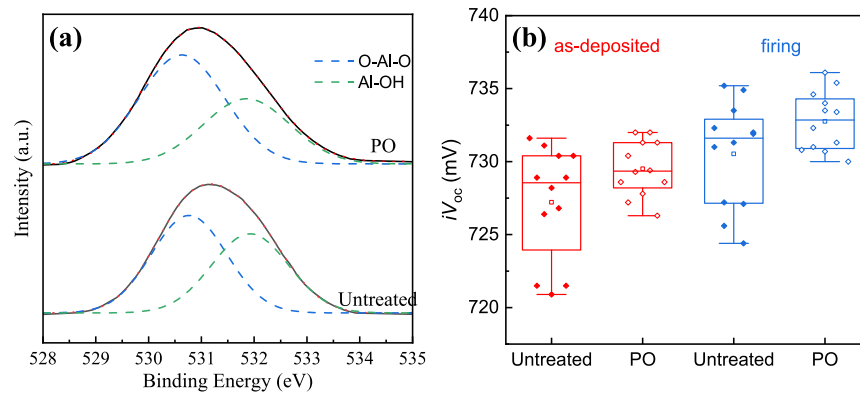 (a)
O-Al-O
Al-OH
PO
Untreated
Intensity (a.u.)
528 529 530 531 532 533 534 535
Binding Energy (eV)
(b)
as-deposited
firing
740
735
730
725
720
iVoc (mV)
Untreated PO Untreated PO